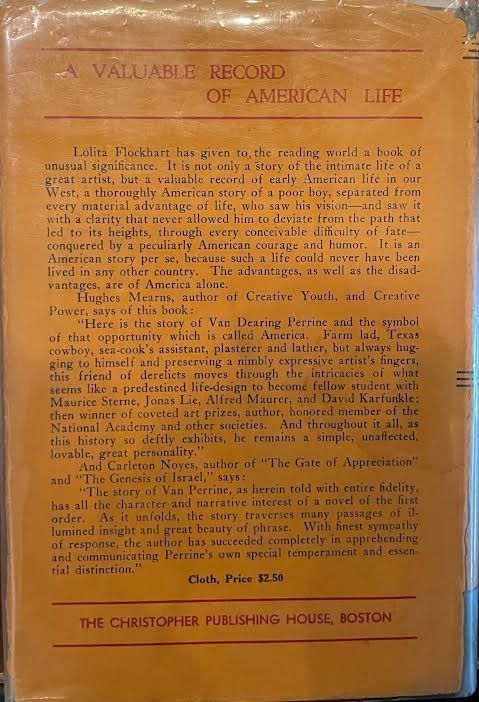 A VALUABLE RECORD
OF AMERICAN LIFE
Lolita Flockhart has given to the reading world a book of
unusual significance. It is not only a story of the intimate life of a
great artist, but a valuable record of early American life in our
West, a thoroughly American story of a poor boy, separated from
every material advantage of life, who saw his vision—and saw it
with a clarity that never allowed him to deviate from the path that
led to its heights, through every conceivable difficulty of fate—
conquered by a peculiarly American courage and humor. It is an
American story per se, because such a life could never have been
lived in any other country. The advantages, as well as the disad-
vantages, are of America alone.
Hughes Mearns, author of Creative Youth, and Creative
Power, says of this book:
"Here is the story of Van Dearing Perrine and the symbol
of that opportunity which is called America. Farm lad, Texas
cowboy, sea-cook's assistant, plasterer and lather, but always hug-
ging to himself and preserving a nimbly expressive artist's fingers,
this friend of derelicts moves through the intricacies of what
seems like a predestined life-design to become fellow student with
Maurice Sterne, Jonas Lie, Alfred Maurer, and David Karfunkle;
then winner of coveted art prizes, author, honored member of the
National Academy and other societies. And throughout it all, as
this history so deftly exhibits, he remains a simple, unaffected,
lovable, great personality."
And Carleton Noyes, author of "The Gate of Appreciation"
and "The Genesis of Israel," says:
"The story of Van Perrine, as herein told with entire fidelity,
has all the character and narrative interest of a novel of the first
order. As it unfolds, the story traverses many passages of il-
lumined insight and great beauty of phrase. With finest sympathy
of response, the author has succeeded completely in apprehending
and communicating Perrine's own special temperament and essen-
tial distinction."
Cloth, Price $2.50
THE CHRISTOPHER PUBLISHING HOUSE, BOSTON